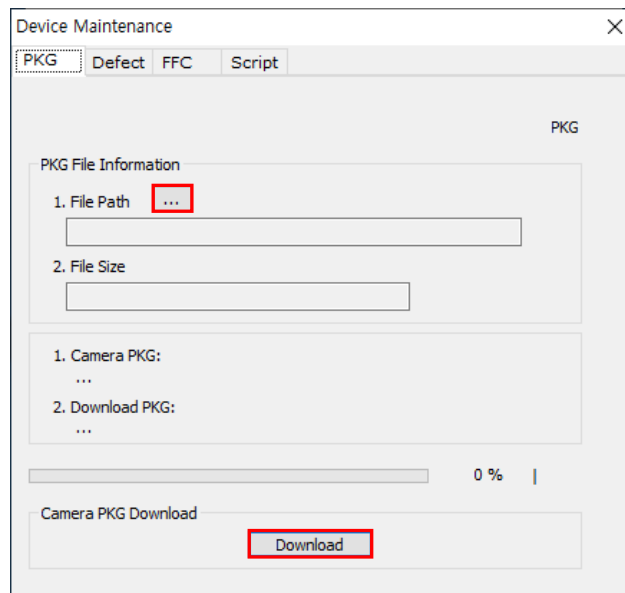 Device Maintenance
PKG Defect FFC Script
PKG
PKG File Information
1. File Path ...
2. File Size
1. Camera PKG:
...
2. Download PKG:
...
0 % |
Camera PKG Download
Download